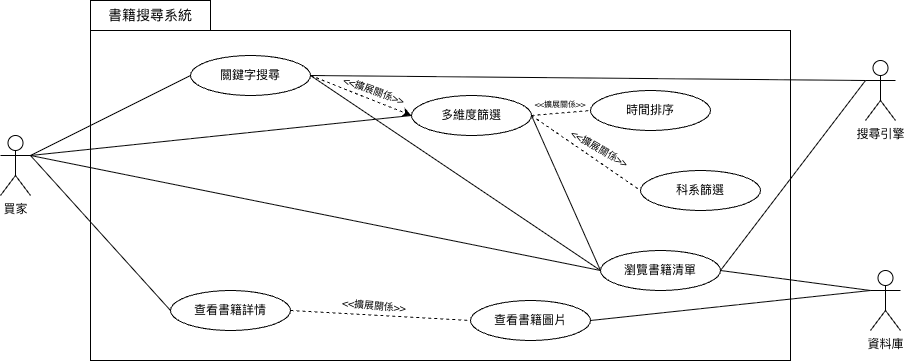 書籍搜尋系統
關鍵字搜尋
<<擴展關係>>
多維度篩選
<<擴展關係>>
時間排序
搜尋引擎
<<擴展關係>>
科系篩選
買家
瀏覽書籍清單
查看書籍詳情
<<擴展關係>>
查看書籍圖片
資料庫